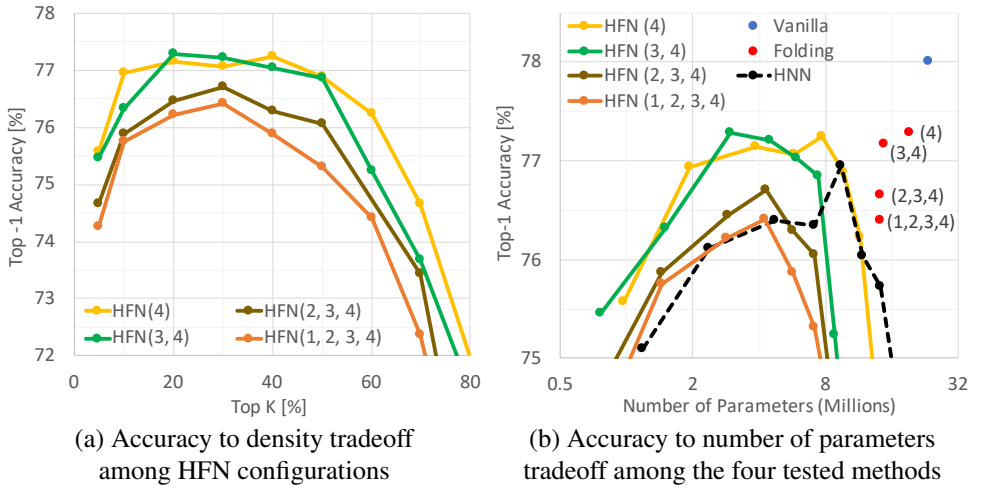 78
77
76
75
74
73
72
Top -1 Accuracy [%]
HFN(4)
HFN(2, 3, 4)
HFN(3, 4)
HFN(1, 2, 3, 4)
0
20
40
60
80
Top K [%]
(a) Accuracy to density tradeoff
among HFN configurations
HFN (4)
HFN (3, 4)
HFN (2, 3, 4)
HFN (1, 2, 3, 4)
Vanilla
Folding
HNN
78
77
76
75
Top-1 Accuracy [%]
(4)
(3,4)
(2,3,4)
(1,2,3,4)
0.5
2
8
32
Number of Parameters (Millions)
(b) Accuracy to number of parameters
tradeoff among the four tested methods